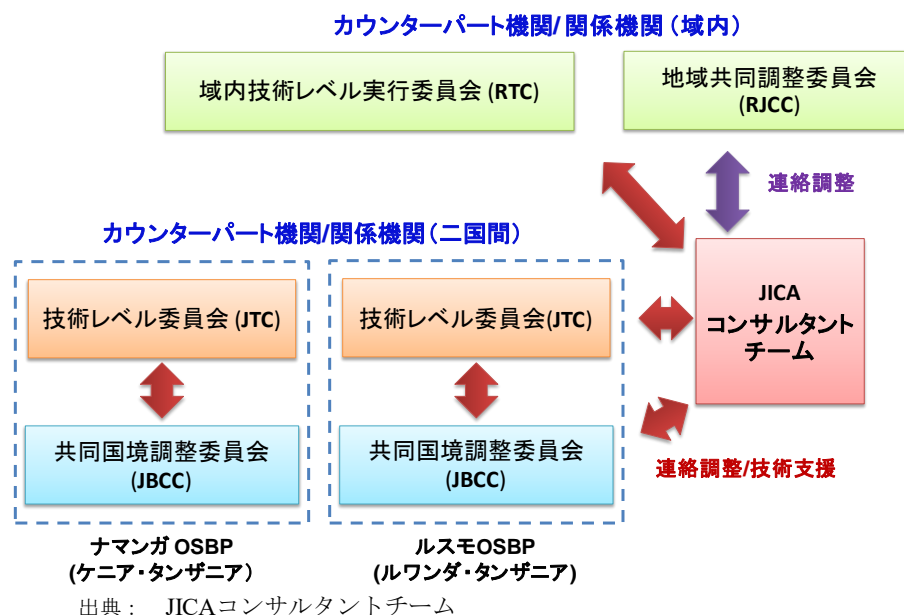 カウンターパート機関/関係機関（域内）
域内技術レベル実行委員会 (RTC)
地域共同調整委員会
(RJCC)
連絡調整
カウンターパート機関/関係機関（二国間）
技術レベル委員会 (JTC)
技術レベル委員会(JTC)
JICA
コンサルタント
チーム
共同国境調整委員会
(JBCC)
共同国境調整委員会
(JBCC)
連絡調整/技術支援
ナマンガ OSBP
(ケニア・タンザニア）
ルスモOSBP
(ルワンダ・タンザニア)
出典： JICAコンサルタントチーム